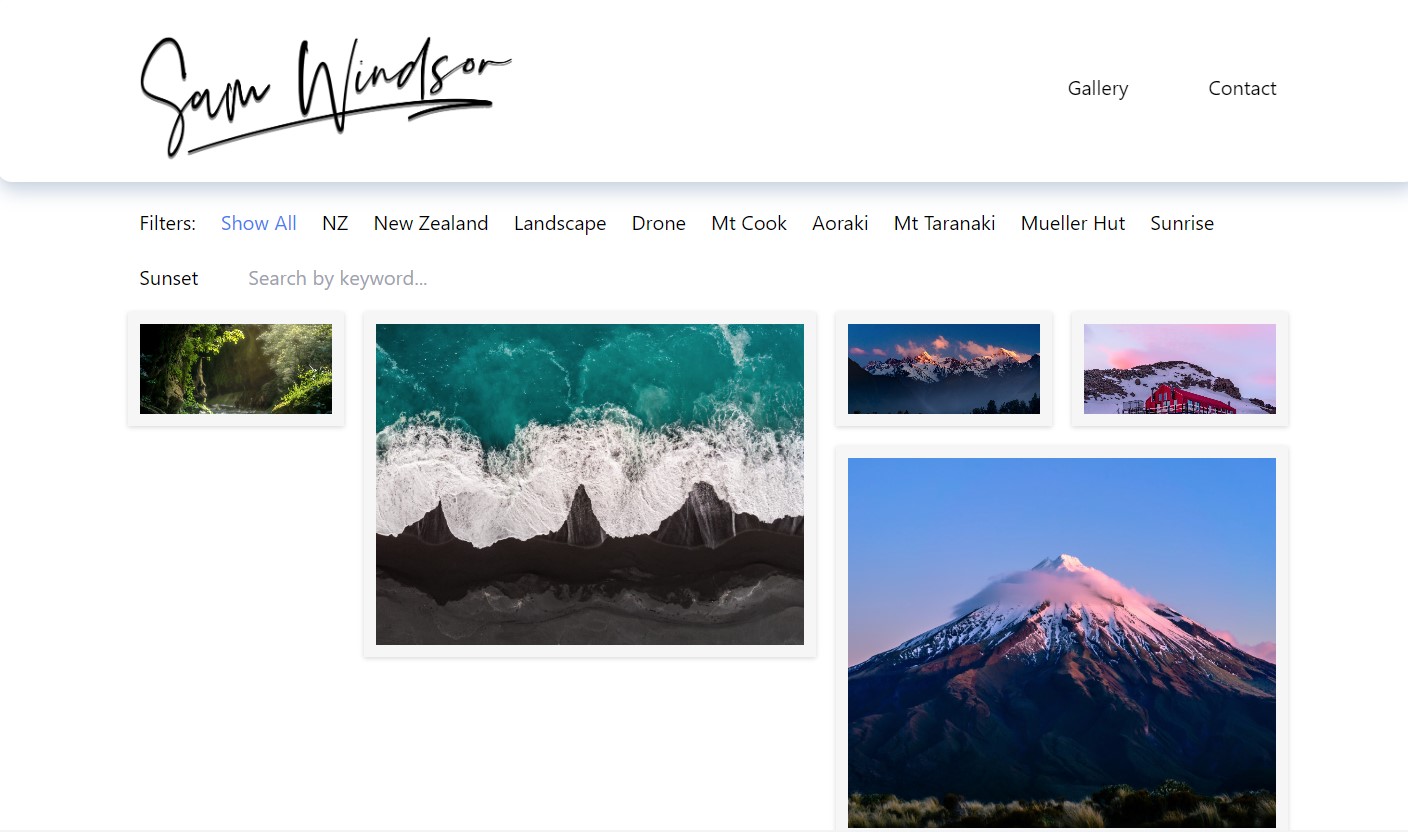 Sam Windsor
Gallery Contact
Filters: Show All NZ New Zealand Landscape Drone Mt Cook Aoraki Mt Taranaki Mueller Hut Sunrise
Sunset Search by keyword...